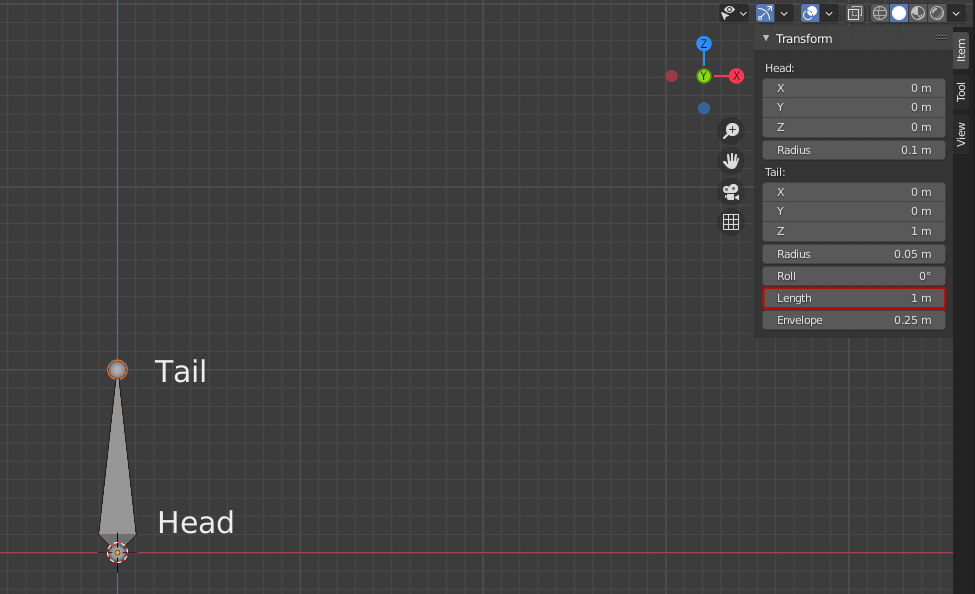 Transform
Item
Tool
View
Z
Y
X
Head:
X 0 m
Y 0 m
Z 0 m
Radius 0.1 m
Tail:
X 0 m
Y 0 m
Z 1 m
Radius 0.05 m
Roll 0°
Length 1 m
Envelope 0.25 m
Tail
Head